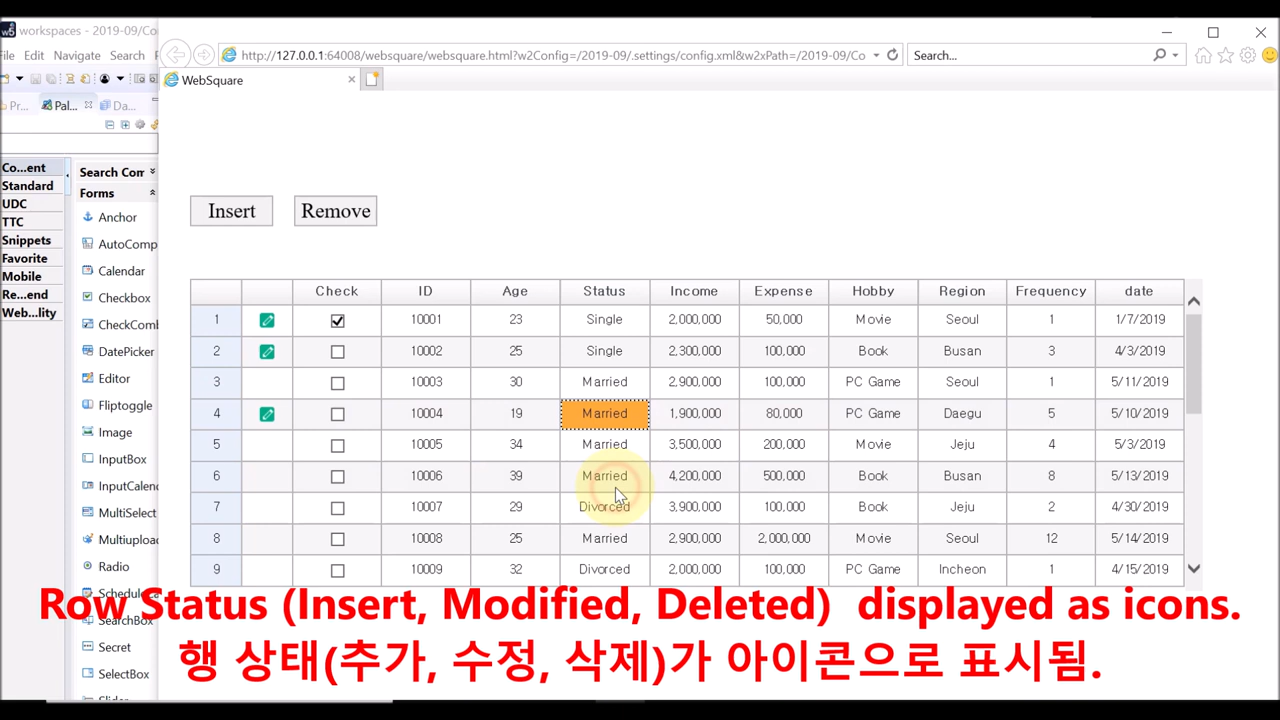 workspaces - 2019-09/Co
File Edit Navigate Search
http://127.0.0.1:64008/websquare/websquare.html?w2xConfig=/2019-09/.settings/config.xml&w2xPath=/2019-09/Co
Search...
WebSquare
Pr...
Pal...
Da...
Co...ent
Standard
UDC
TTC
Snippets
Favorite
Mobile
Re...end
Web...lity
Search Com
Forms
Anchor
AutoComp
Calendar
Checkbox
CheckComb
DatePicker
Editor
Fliptoggle
Image
InputBox
InputCalen
MultiSelect
Multiupload
Radio
Schedule
SearchBox
Secret
SelectBox
Slider
Insert Remove
Check ID Age Status Income Expense Hobby Region Frequency date
1 10001 23 Single 2,000,000 50,000 Movie Seoul 1 1/7/2019
2 10002 25 Single 2,300,000 100,000 Book Busan 3 4/3/2019
3 10003 30 Married 2,900,000 100,000 PC Game Seoul 1 5/11/2019
4 10004 19 Married 1,900,000 80,000 PC Game Daegu 5 5/10/2019
5 10005 34 Married 3,500,000 200,000 Movie Jeju 4 5/3/2019
6 10006 39 Married 4,200,000 500,000 Book Busan 8 5/13/2019
7 10007 29 Divorced 3,900,000 100,000 Book Jeju 2 4/30/2019
8 10008 25 Married 2,900,000 2,000,000 Movie Seoul 12 5/14/2019
9 10009 32 Divorced 2,000,000 100,000 PC Game Incheon 1 4/15/2019
Row Status (Insert, Modified, Deleted) displayed as icons.
행 상태(추가, 수정, 삭제)가 아이콘으로 표시됨.